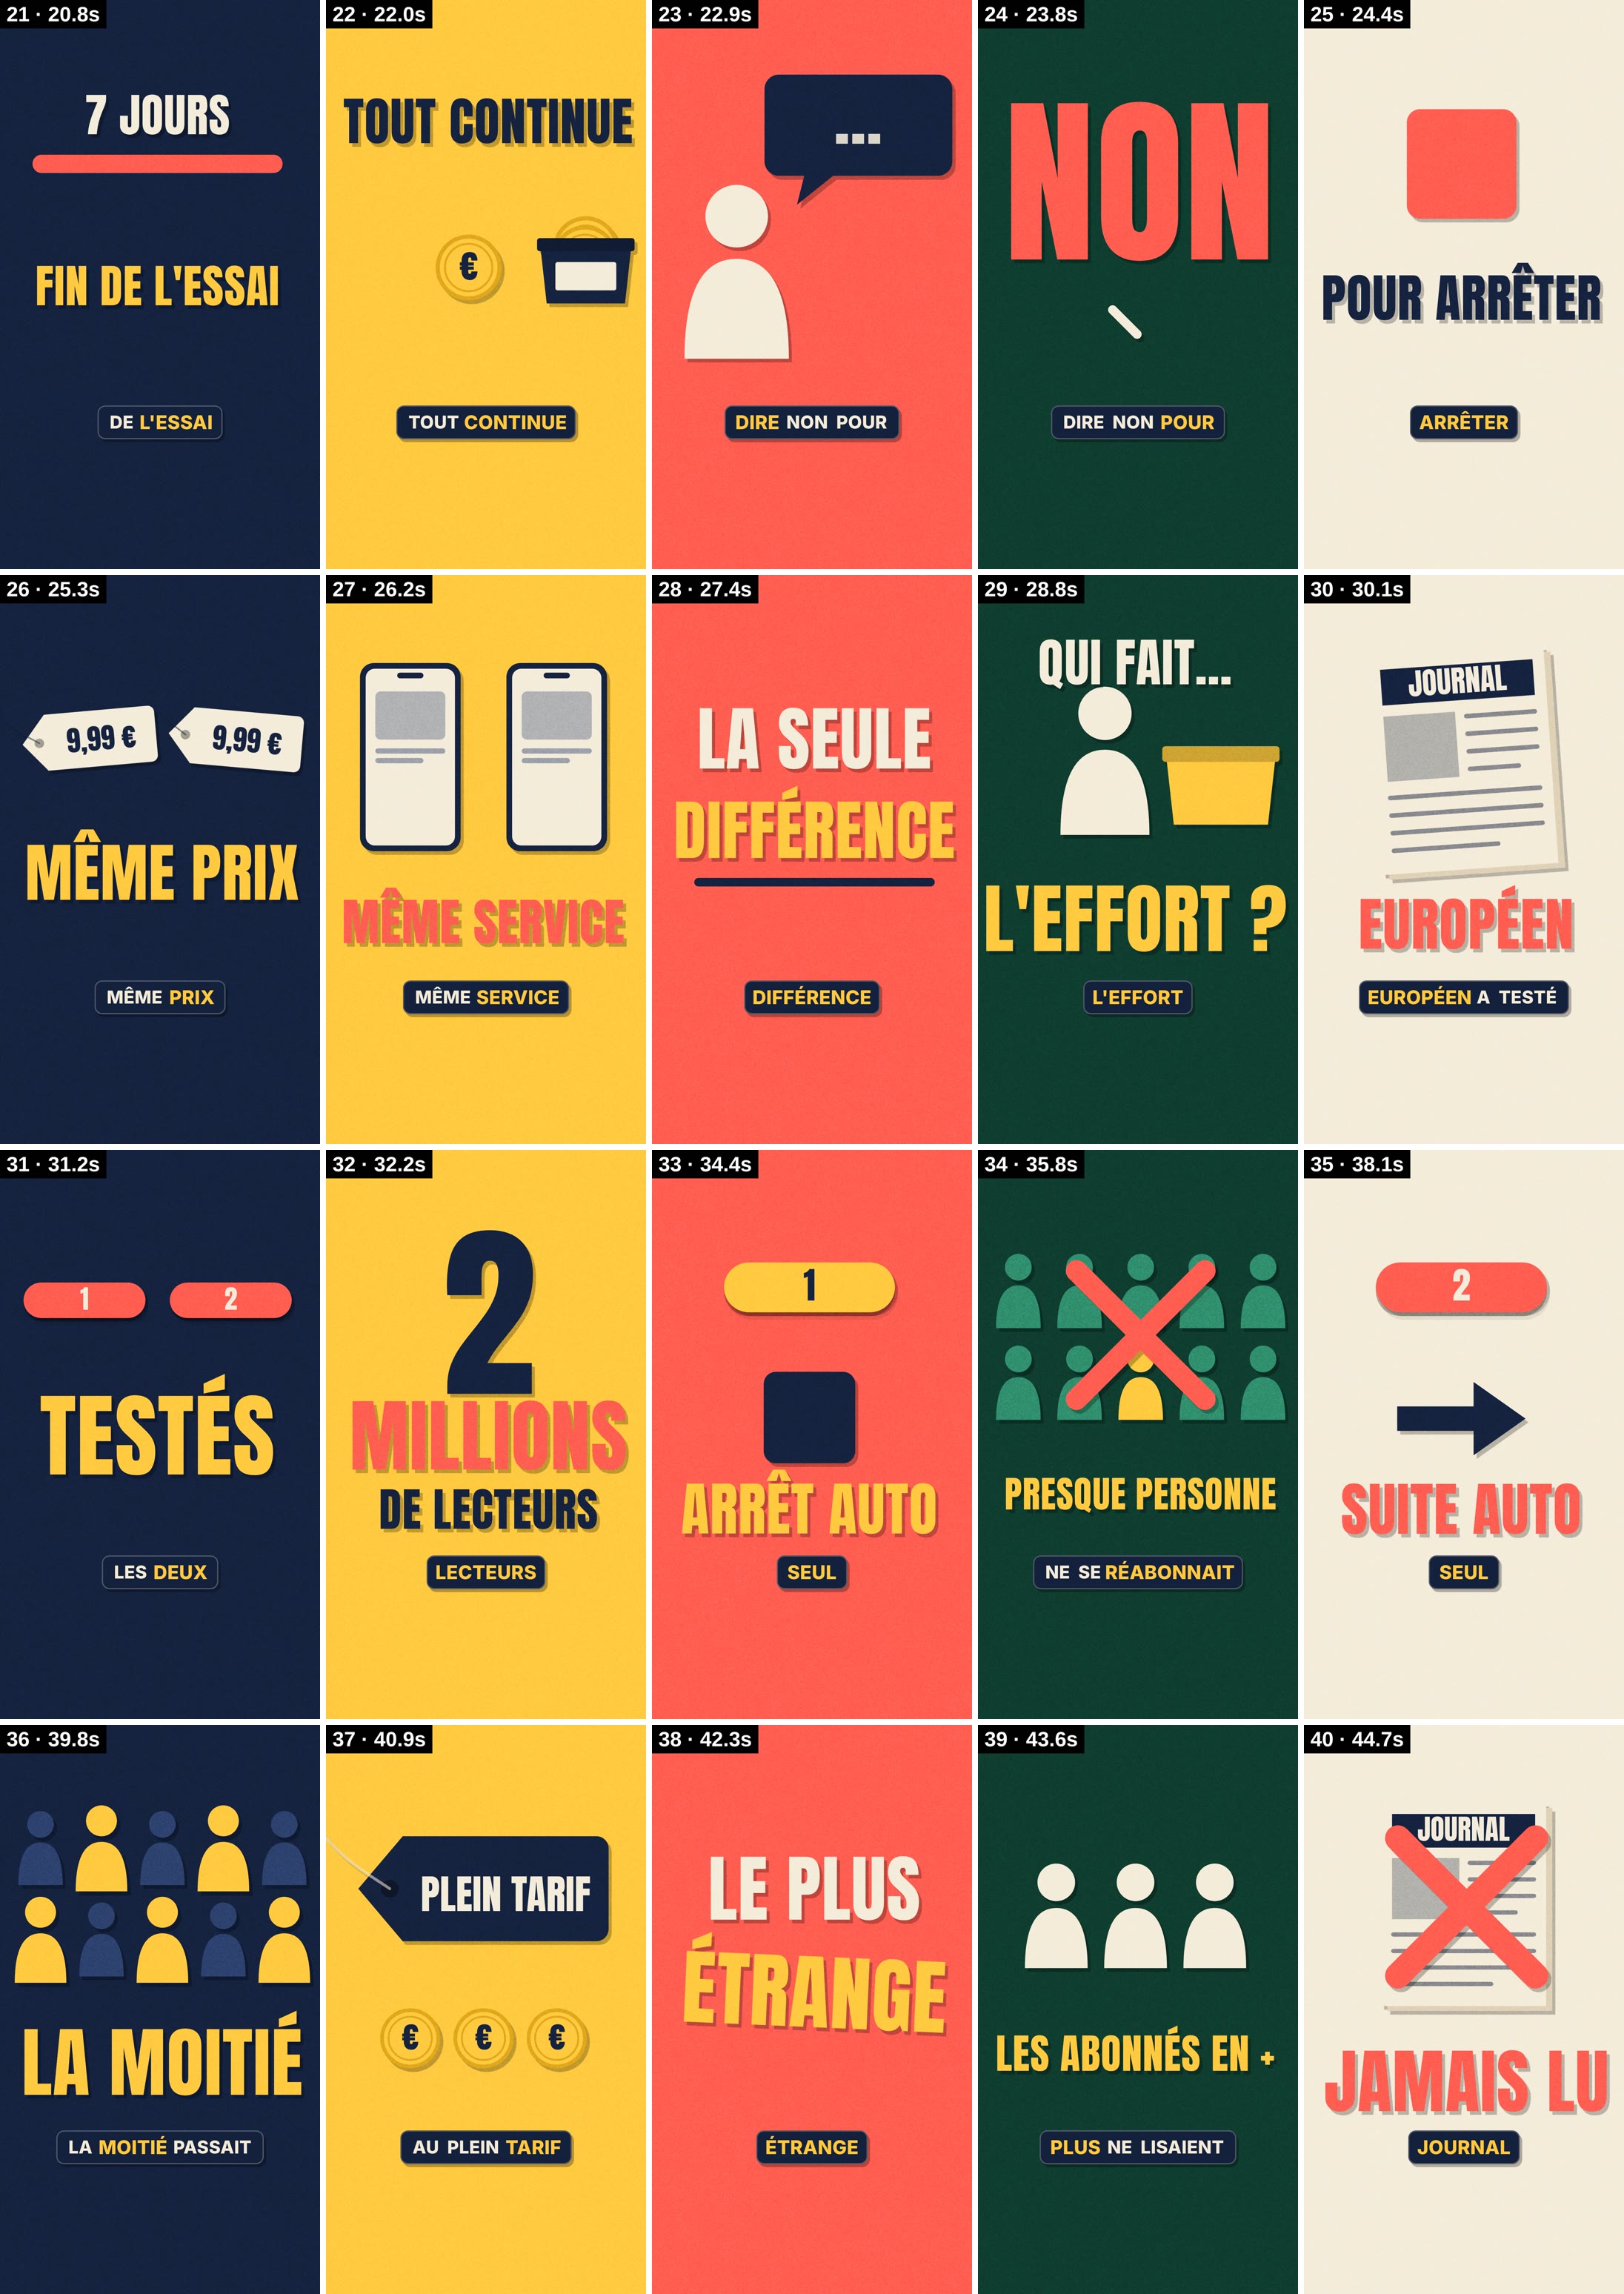 21 · 20.8s
7 JOURS
FIN DE L'ESSAI
DE L'ESSAI
22 · 22.0s
TOUT CONTINUE
€
TOUT CONTINUE
23 · 22.9s
...
DIRE NON POUR
24 · 23.8s
NON
DIRE NON POUR
25 · 24.4s
POUR ARRÊTER
ARRÊTER
26 · 25.3s
9,99 €
9,99 €
MÊME PRIX
MÊME PRIX
27 · 26.2s
MÊME SERVICE
MÊME SERVICE
28 · 27.4s
LA SEULE
DIFFÉRENCE
DIFFÉRENCE
29 · 28.8s
QUI FAIT...
L'EFFORT ?
L'EFFORT
30 · 30.1s
JOURNAL
EUROPÉEN
EUROPÉEN A TESTÉ
31 · 31.2s
1
2
TESTÉS
LES DEUX
32 · 32.2s
2
MILLIONS
DE LECTEURS
LECTEURS
33 · 34.4s
1
ARRÊT AUTO
SEUL
34 · 35.8s
PRESQUE PERSONNE
NE SE RÉABONNAIT
35 · 38.1s
2
SUITE AUTO
SEUL
36 · 39.8s
LA MOITIÉ
LA MOITIÉ PASSAIT
37 · 40.9s
PLEIN TARIF
€ € €
AU PLEIN TARIF
38 · 42.3s
LE PLUS
ÉTRANGE
ÉTRANGE
39 · 43.6s
LES ABONNÉS EN +
PLUS NE LISAIENT
40 · 44.7s
JOURNAL
JAMAIS LU
JOURNAL